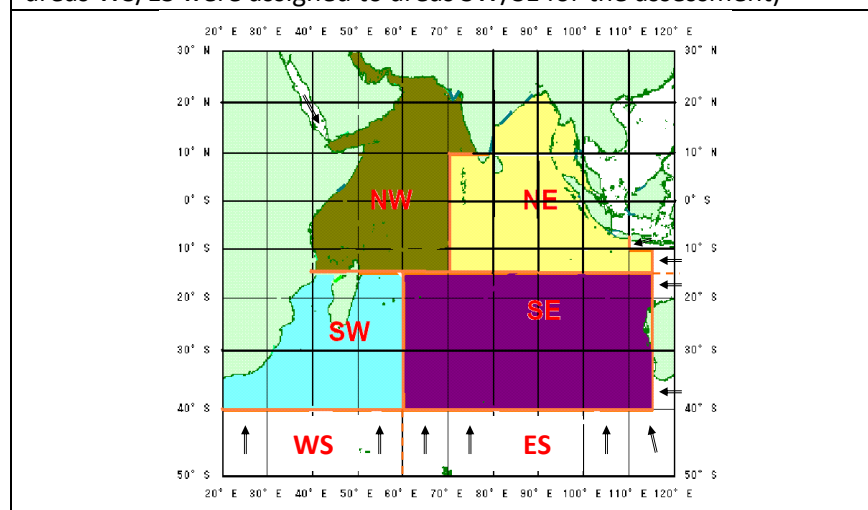 areas WS/ES were assigned to areas SW/SE for the assessment)
20° E 30° E 40° E 50° E 60° E 70° E 80° E 90° E 100° E 110° E 120° E
30° N 30° N
20° N 20° N
10° N 10° N
0° S NW NE 0° S
10° S 10° S
20° S 20° S
SE
SW
30° S 30° S
40° S 40° S
WS ES
50° S 50° S
20° E 30° E 40° E 50° E 60° E 70° E 80° E 90° E 100° E 110° E 120° E